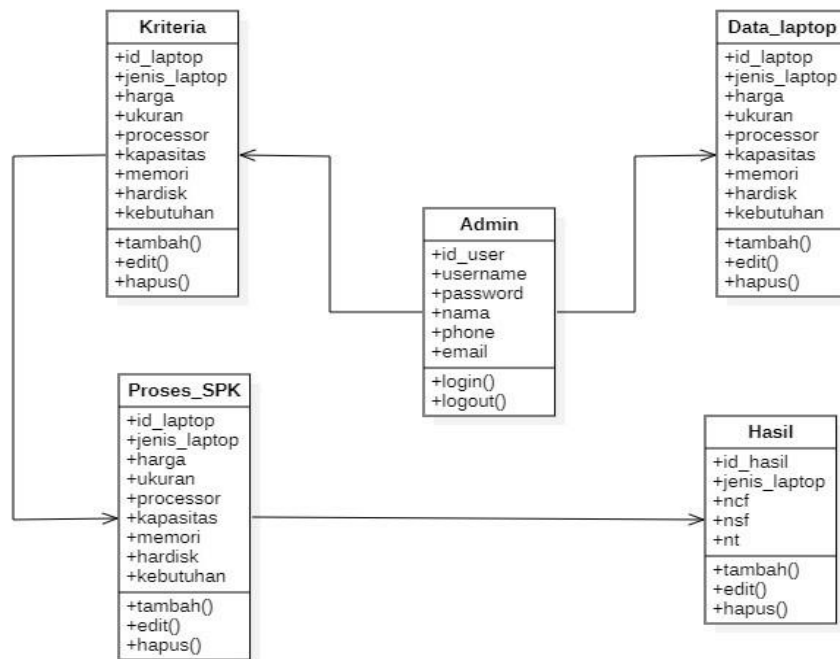 Kriteria
+id_laptop
+jenis_laptop
+harga
+ukuran
+processor
+kapasitas
+memori
+hardisk
+kebutuhan
+tambah()
+edit()
+hapus()
Data_laptop
+id_laptop
+jenis_laptop
+harga
+ukuran
+processor
+kapasitas
+memori
+hardisk
+kebutuhan
+tambah()
+edit()
+hapus()
Admin
+id_user
+username
+password
+nama
+phone
+email
+login()
+logout()
Proses_SPK
+id_laptop
+jenis_laptop
+harga
+ukuran
+processor
+kapasitas
+memori
+hardisk
+kebutuhan
+tambah()
+edit()
+hapus()
Hasil
+id_hasil
+jenis_laptop
+ncf
+nsf
+nt
+tambah()
+edit()
+hapus()